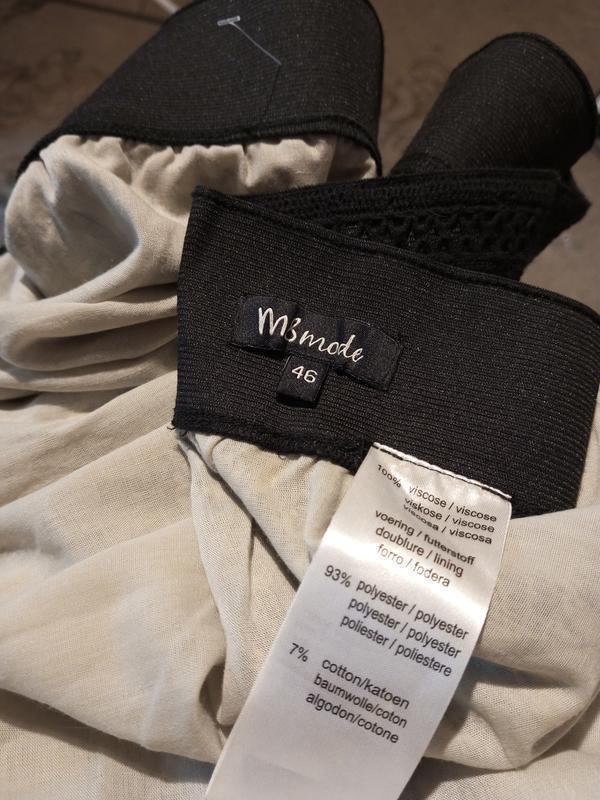 MBmode
46
100% viscose / viscose
viskose / viscose
viscosa / viscosa
voering / futterstoff
doublure / lining
forro / fodera
93% polyester / polyester
polyester / polyester
poliester / poliestere
7% cotton/katoen
baumwolle/coton
algodon/cotone